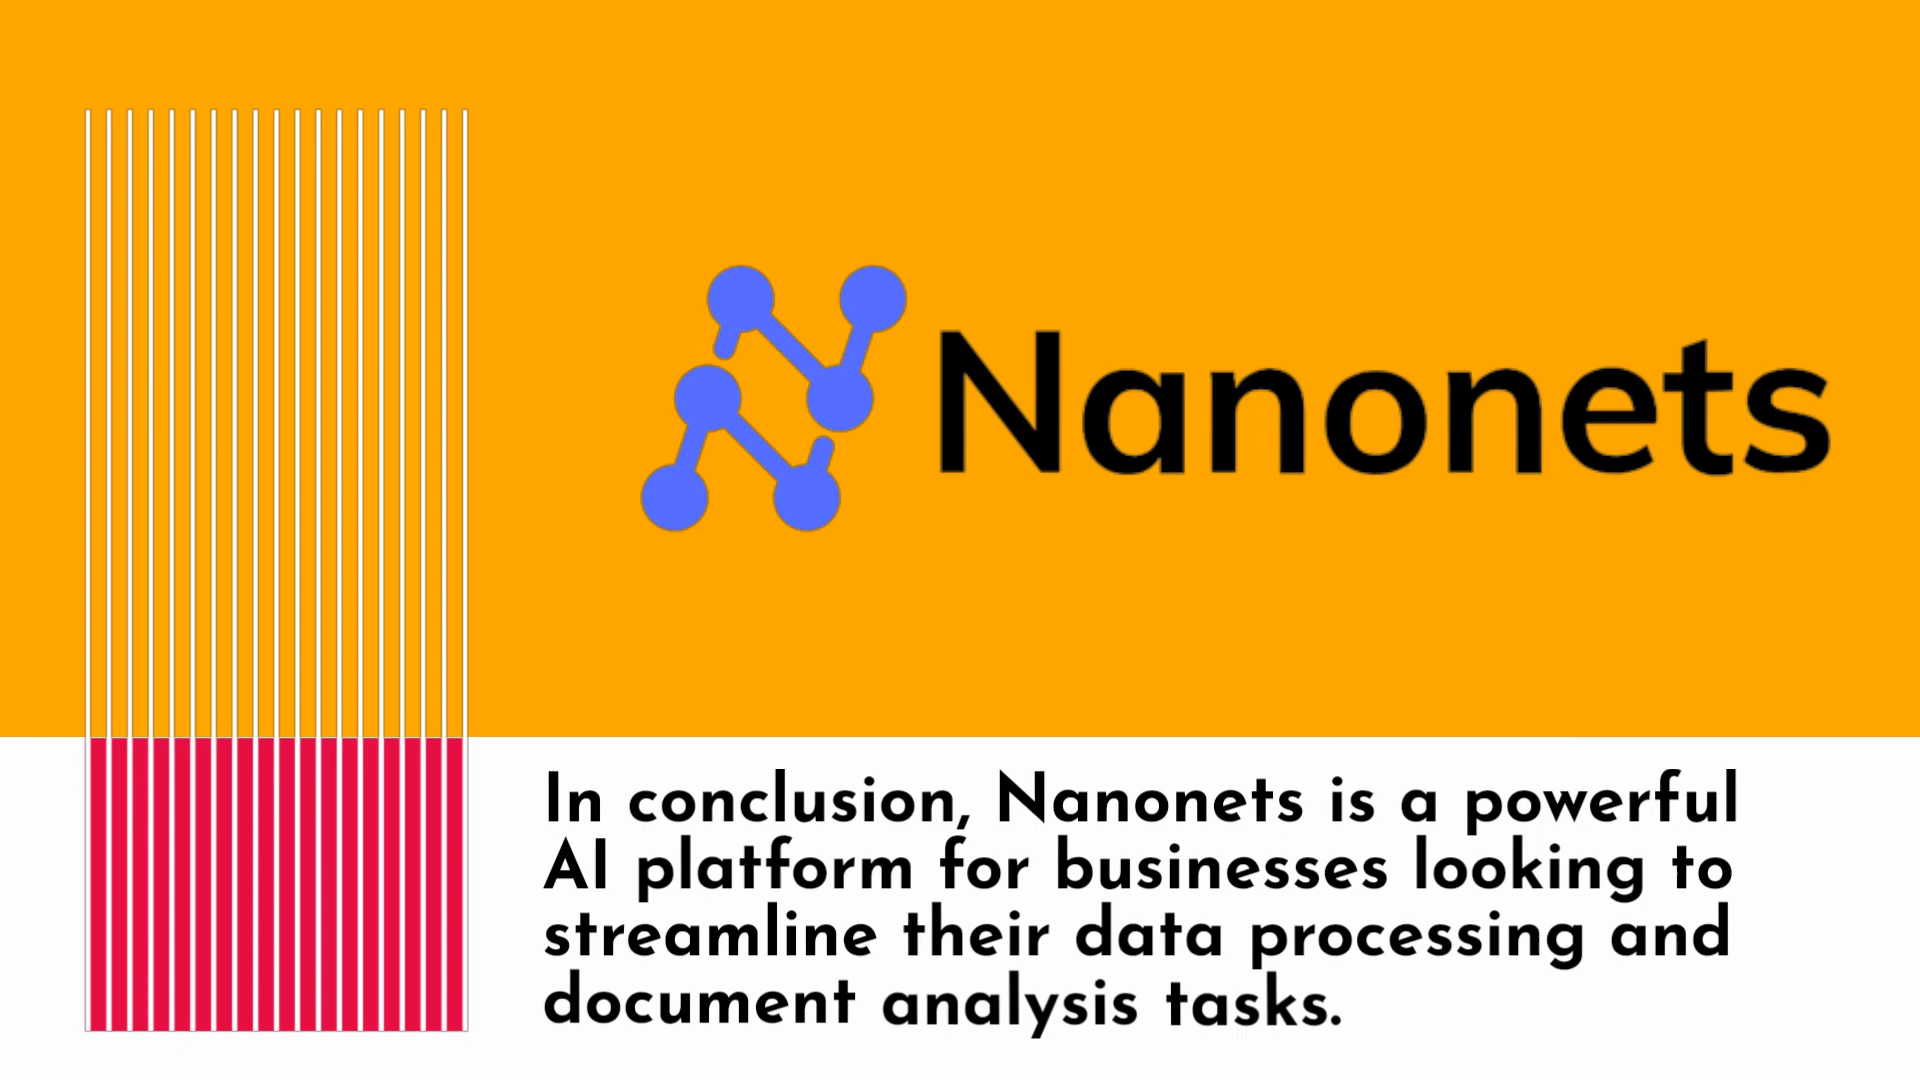 Nanonets
In conclusion, Nanonets is a powerful
AI platform for businesses looking to
streamline their data processing and
document analysis tasks.